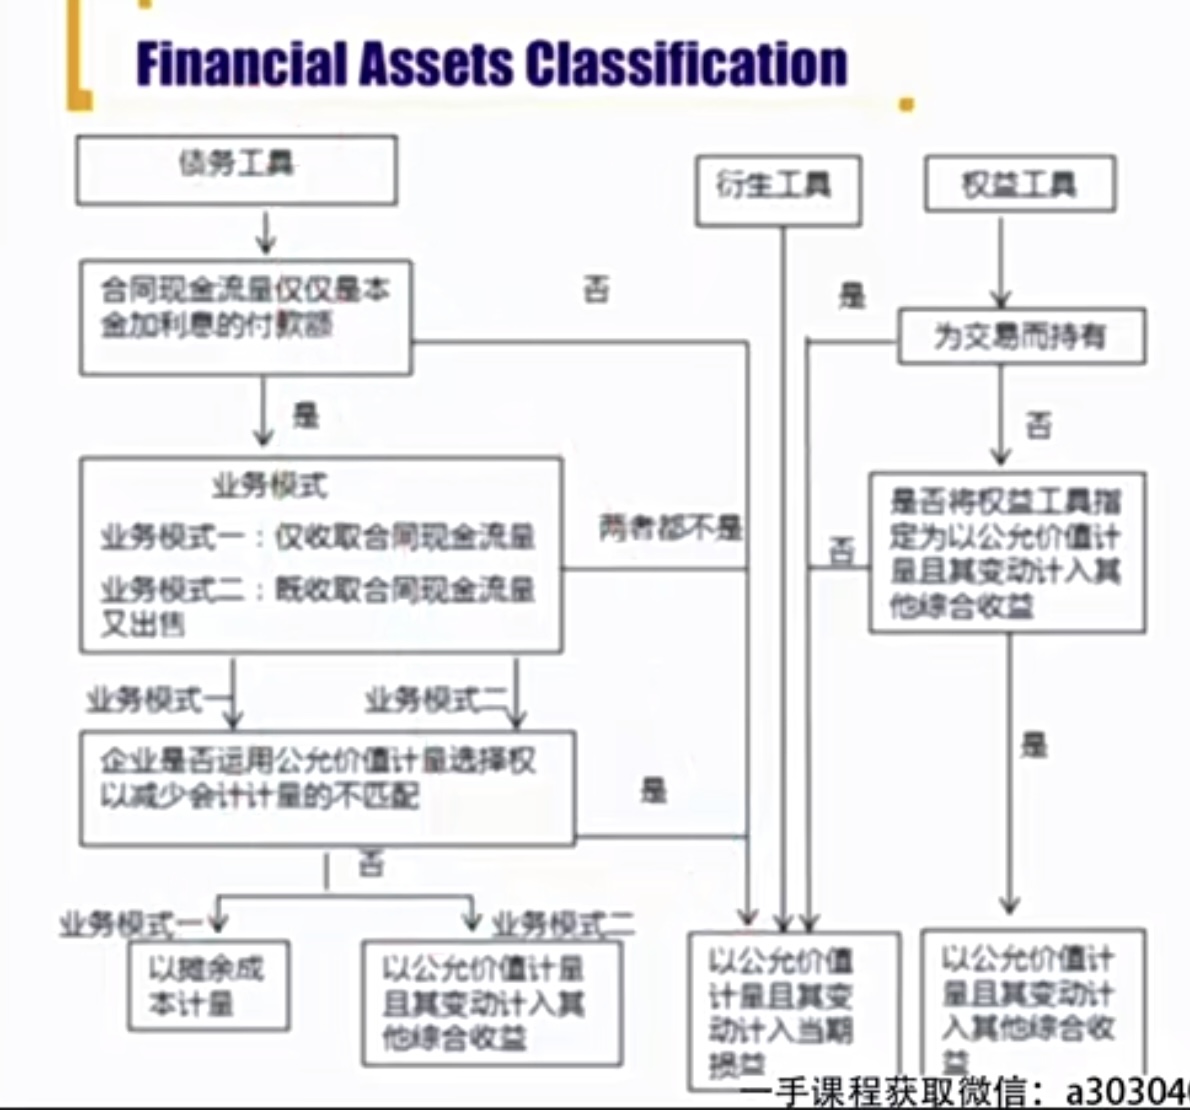 Financial Assets Classification
债务工具
衍生工具
权益工具
合同现金流量仅仅是本
金加利息的付款额
否
是
为交易而持有
是
否
业务模式
业务模式一：仅收取合同现金流量
业务模式二：既收取合同现金流量
又出售
两者都不是
否
是否将权益工具指
定为以公允价值计
量且其变动计入其
他综合收益
业务模式一
业务模式二
企业是否运用公允价值计量选择权
以减少会计计量的不匹配
是
是
否
业务模式一
业务模式二
以摊余成
本计量
以公允价值计量
且其变动计入其
他综合收益
以公允价值
计量且其变
动计入当期
损益
以公允价值计
量且其变动计
入其他综合收
益
一手课程获取微信：a30304